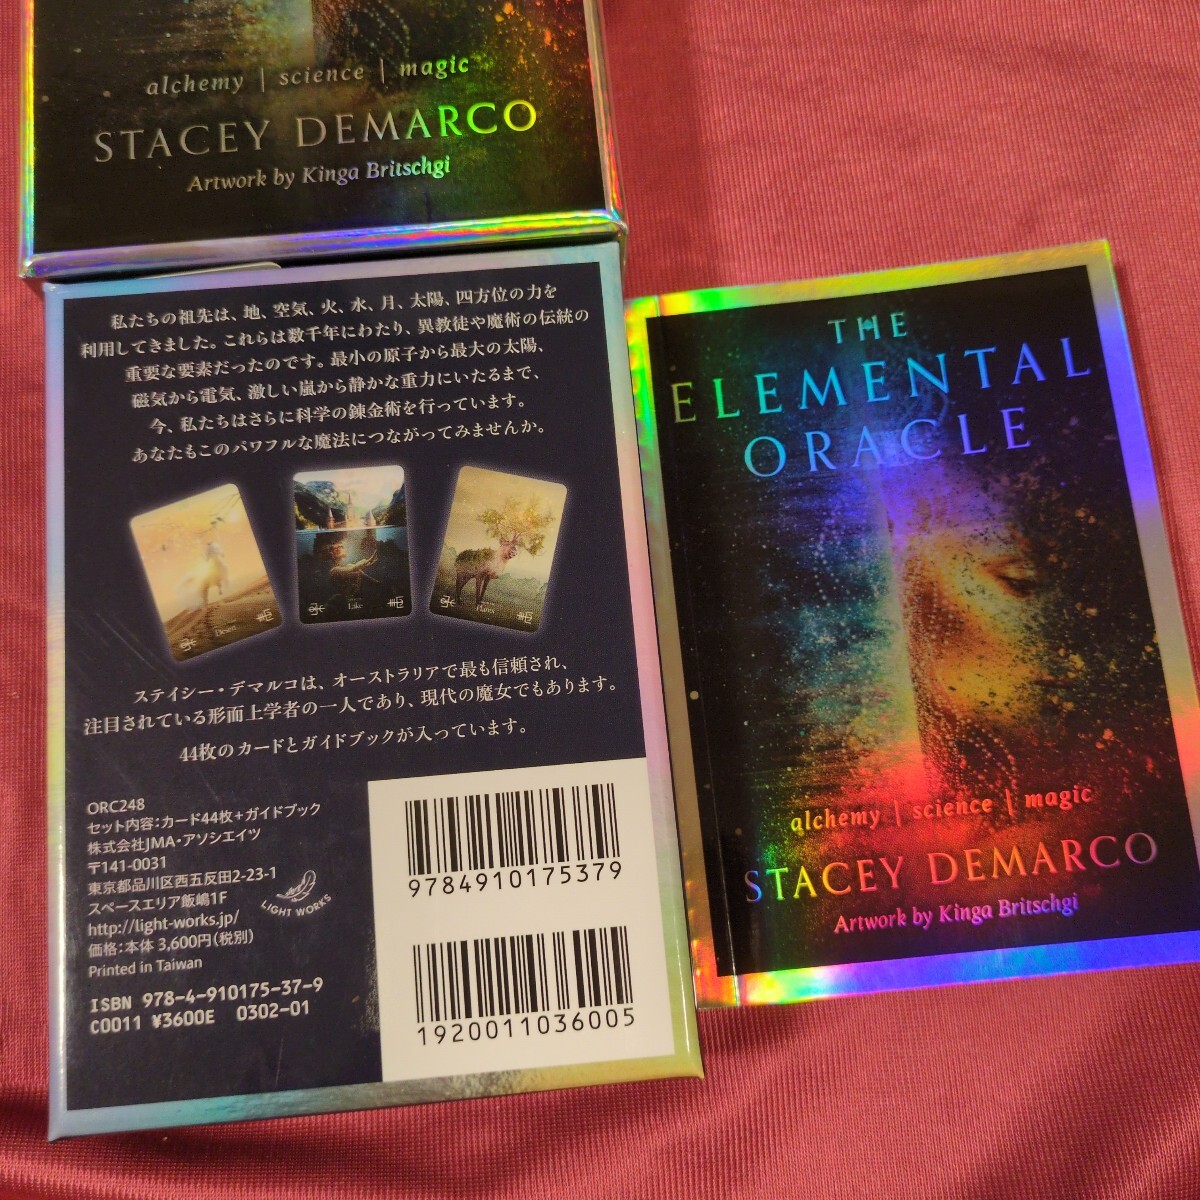 alchemy | science | magic
STACEY DEMARCO
Artwork by Kinga Britschgi
私たちの祖先は、地、空気、火、水、月、太陽、四方位の力を
利用してきました。これらは数千年にわたり、異教徒や魔術の伝統の
重要な要素だったのです。最小の原子から最大の太陽、
磁気から電気、激しい嵐から静かな重力にいたるまで、
今、私たちはさらに科学の錬金術を行っています。
あなたもこのパワフルな魔法につながってみませんか。
Desert
Lake
Plains
ステイシー・デマルコは、オーストラリアで最も信頼され、
注目されている形而上学者の一人であり、現代の魔女でもあります。
44枚のカードとガイドブックが入っています。
ORC248
セット内容:カード44枚+ガイドブック
株式会社JMA・アソシエイツ
〒141-0031
東京都品川区西五反田2-23-1
スペースエリア飯嶋1F
http://light-works.jp/
価格:本体 3,600円(税別)
Printed in Taiwan
LIGHT WORKS
ISBN 978-4-910175-37-9
C0011 ¥3600E 0302-01
9784910175379
1920011036005
THE
ELEMENTAL
ORACLE
alchemy | science | magic
STACEY DEMARCO
Artwork by Kinga Britschgi